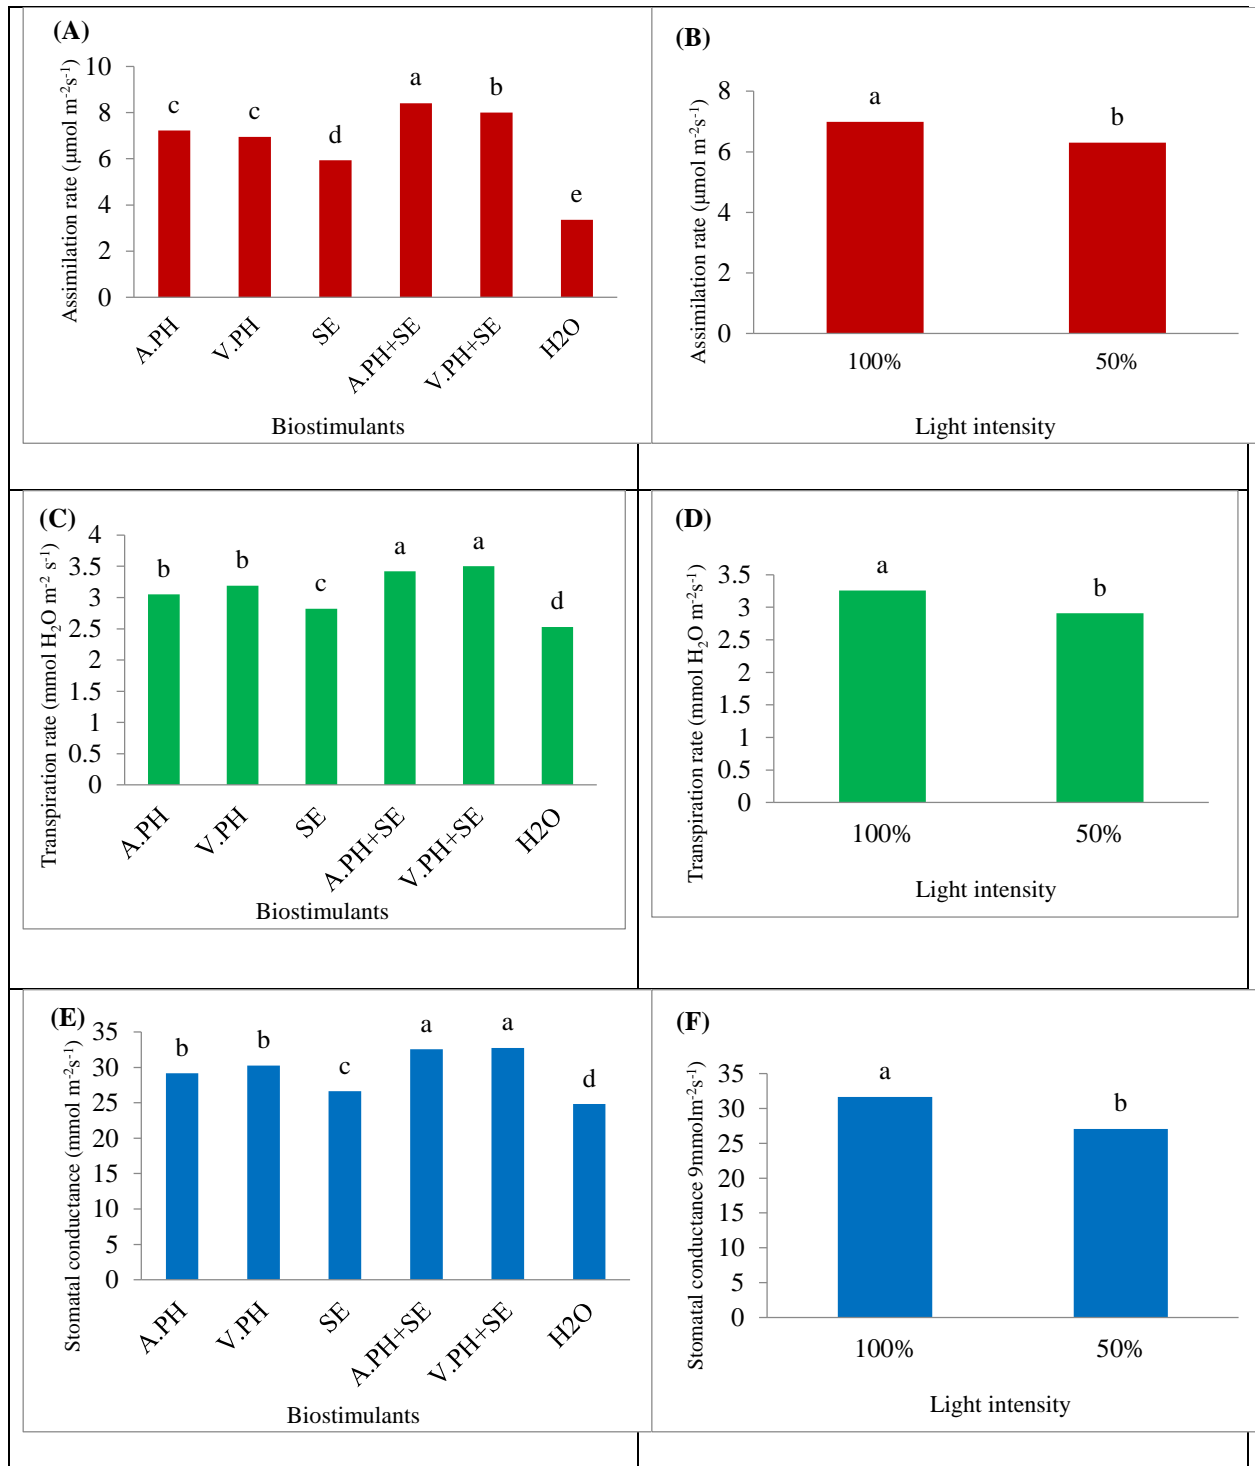 (A)
Assimilation rate (µmol m⁻²s⁻¹)
10
8
6
4
2
0
c
c
d
a
b
e
A.PH
V.PH
SE
A.PH+SE
V.PH+SE
H2O
Biostimulants
(B)
Assimilation rate (µmol m⁻²s⁻¹)
8
6
4
2
0
a
b
100%
50%
Light intensity
(C)
Transpiration rate (mmol H₂O m⁻² s⁻¹)
4
3.5
3
2.5
2
1.5
1
0.5
0
b
b
c
a
a
d
A.PH
V.PH
SE
A.PH+SE
V.PH+SE
H2O
Biostimulants
(D)
Transpiration rate (mmol H₂O m⁻²s⁻¹)
3.5
3
2.5
2
1.5
1
0.5
0
a
b
100%
50%
Light intensity
(E)
Stomatal conductance (mmol m⁻²s⁻¹)
35
30
25
20
15
10
5
0
b
b
c
a
a
d
A.PH
V.PH
SE
A.PH+SE
V.PH+SE
H2O
Biostimulants
(F)
Stomatal conductance 9mmolm⁻²s⁻¹)
35
30
25
20
15
10
5
0
a
b
100%
50%
Light intensity